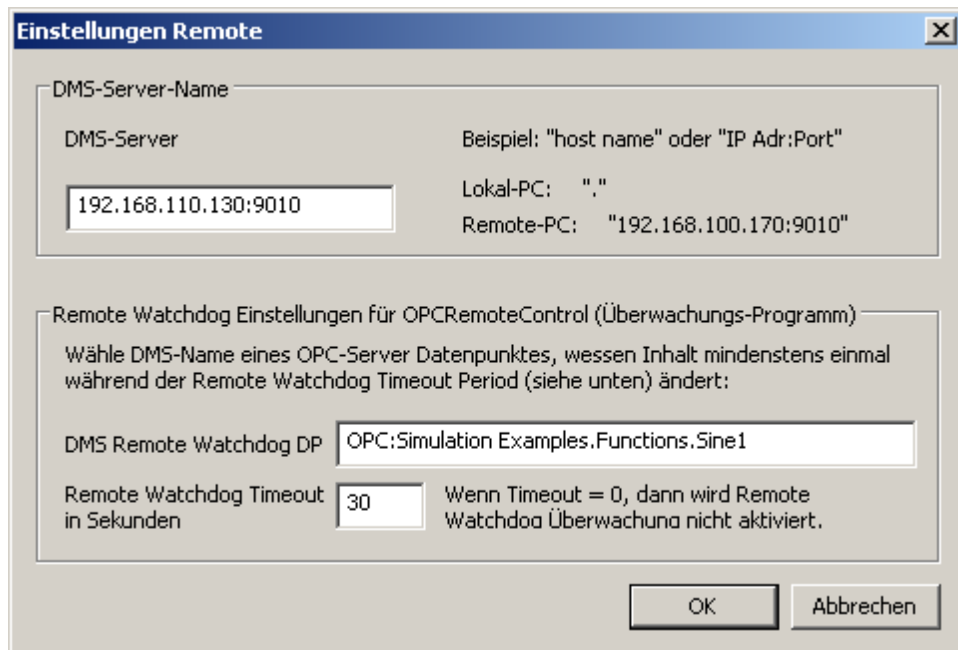 Einstellungen Remote
DMS-Server-Name
DMS-Server
Beispiel: "host name" oder "IP Adr:Port"
192.168.110.130:9010
Lokal-PC: "."
Remote-PC: "192.168.100.170:9010"
Remote Watchdog Einstellungen für OPCRemoteControl (Überwachungs-Programm)
Wähle DMS-Name eines OPC-Server Datenpunktes, wessen Inhalt mindenstens einmal
während der Remote Watchdog Timeout Period (siehe unten) ändert:
DMS Remote Watchdog DP
OPC:Simulation Examples.Functions.Sine1
Remote Watchdog Timeout
in Sekunden
30
Wenn Timeout = 0, dann wird Remote
Watchdog Überwachung nicht aktiviert.
OK
Abbrechen